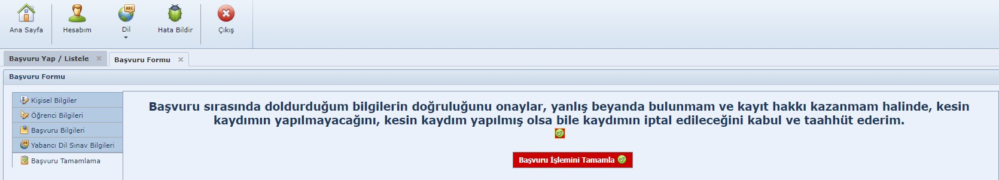 Ana Sayfa
Hesabım
ABC
Dil
Hata Bildir
Çıkış
Başvuru Yap / Listele
Başvuru Formu
Başvuru Formu
Kişisel Bilgiler
Öğrenci Bilgileri
Başvuru Bilgileri
Yabancı Dil Sınav Bilgileri
Başvuru Tamamlama
Başvuru sırasında doldurduğum bilgilerin doğruluğunu onaylar, yanlış beyanda bulunmam ve kayıt hakkı kazanmam halinde, kesin
kaydımın yapılmayacağını, kesin kaydım yapılmış olsa bile kaydımın iptal edileceğini kabul ve taahhüt ederim.
Başvuru İşlemini Tamamla